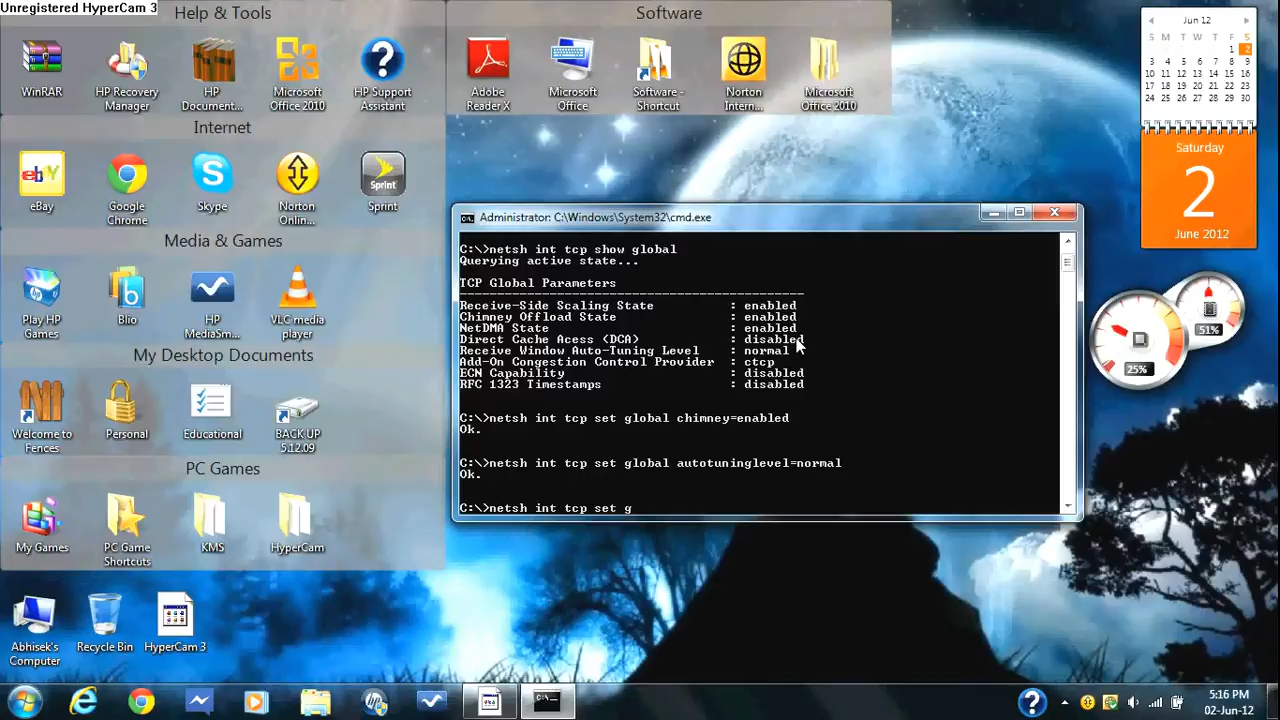 Unregistered HyperCam 3
Help & Tools
WinRAR
HP Recovery
Manager
HP
Document...
Microsoft
Office 2010
HP Support
Assistant
Software
Adobe
Reader X
Microsoft
Office
Software -
Shortcut
Norton
Intern...
Microsoft
Office 2010
Internet
ebY
eBay
Google
Chrome
Skype
Norton
Onlin...
Sprint
Sprint
Media & Games
Play HP
Games
Blio
HP
MediaSm...
VLC media
player
My Desktop Documents
Welcome to
Fences
Personal
Educational
BACK UP
5.12.09
PC Games
My Games
PC Game
Shortcuts
KMS
HyperCam
Abhisek's
Computer
Recycle Bin
HyperCam 3
Administrator: C:\Windows\System32\cmd.exe
C:\>netsh int tcp show global
Querying active state...
TCP Global Parameters
----------------------------------------------
Receive-Side Scaling State : enabled
Chimney Offload State : enabled
NetDMA State : enabled
Direct Cache Acess (DCA) : disabled
Receive Window Auto-Tuning Level : normal
Add-On Congestion Control Provider : ctcp
ECN Capability : disabled
RFC 1323 Timestamps : disabled
C:\>netsh int tcp set global chimney=enabled
Ok.
C:\>netsh int tcp set global autotuninglevel=normal
Ok.
C:\>netsh int tcp set g
Jun 12
S M T W T F S
1 2
3 4 5 6 7 8 9
10 11 12 13 14 15 16
17 18 19 20 21 22 23
24 25 26 27 28 29 30
Saturday
2
June 2012
51%
25%
5:16 PM
02-Jun-12